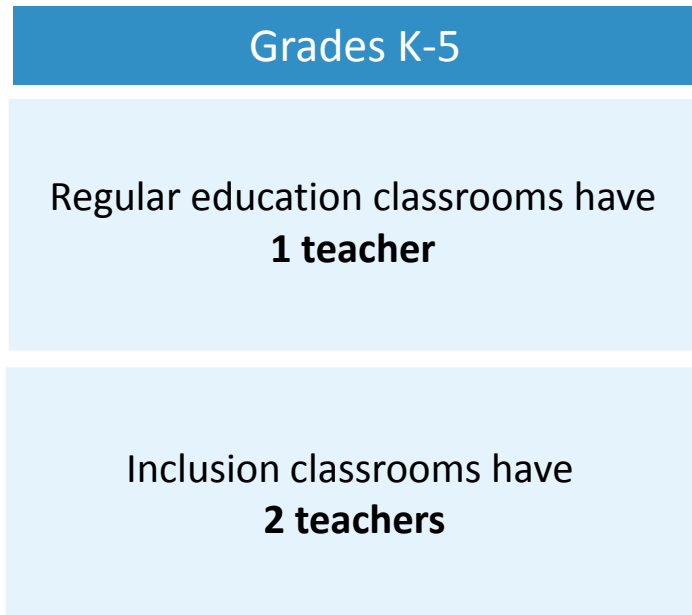 Grades K-5
Regular education classrooms have
1 teacher
Inclusion classrooms have
2 teachers